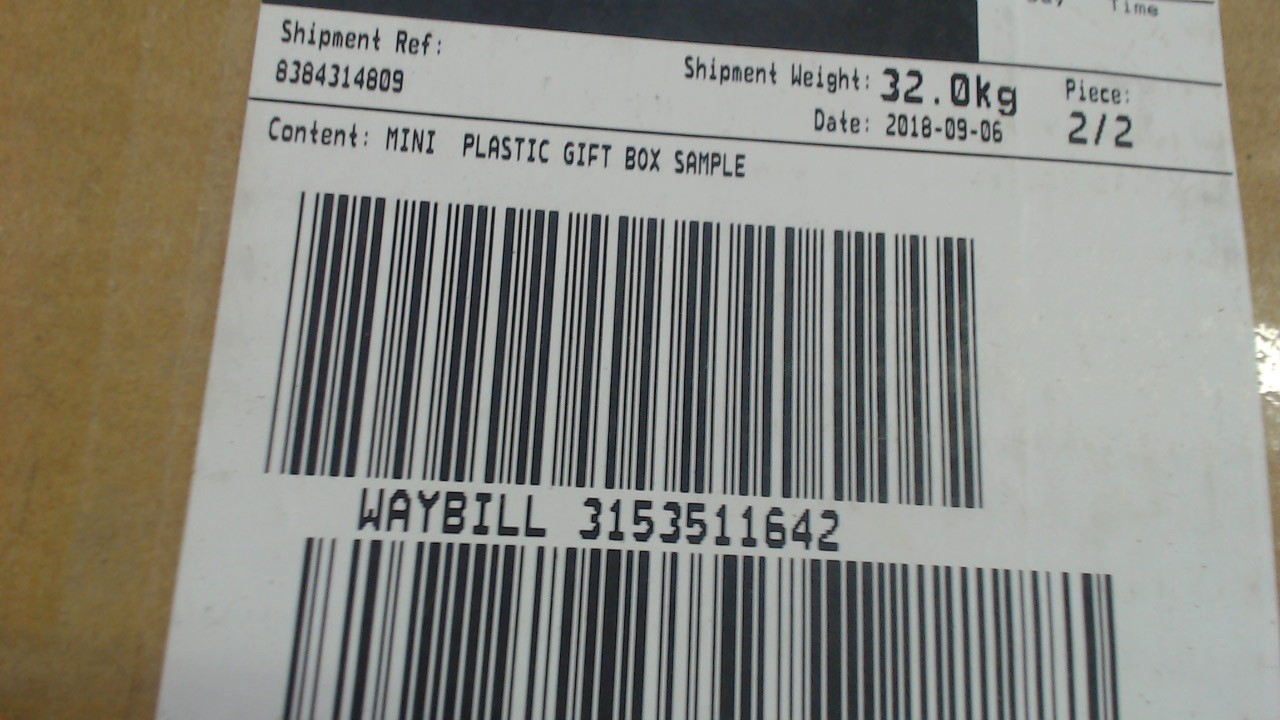 Time
Shipment Ref:
8384314809
Shipment Weight: 32.0kg
Date: 2018-09-06
Piece:
2/2
Content: MINI PLASTIC GIFT BOX SAMPLE
WAYBILL 3153511642